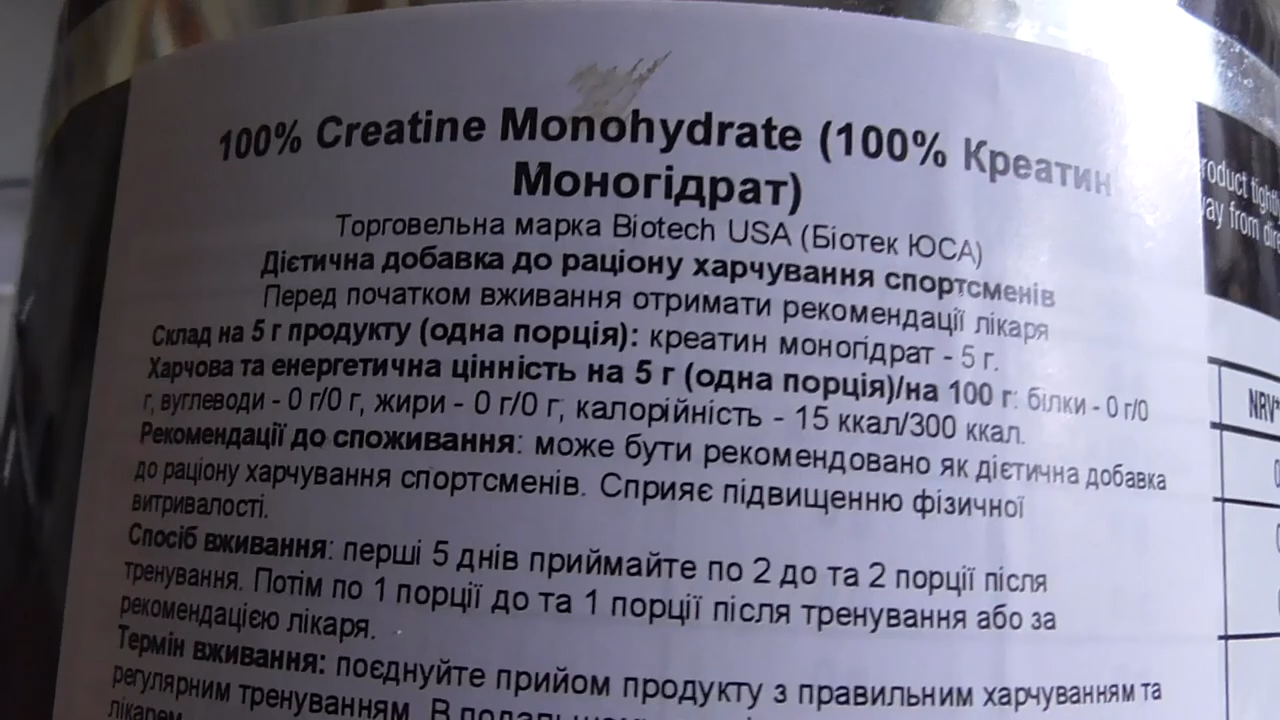 100% Creatine Monohydrate (100% Креатин
Моногідрат)
Торговельна марка Biotech USA (Біотек ЮСА)
Дієтична добавка до раціону харчування спортсменів
Перед початком вживання отримати рекомендації лікаря
Склад на 5 г продукту (одна порція): креатин моногідрат - 5 г.
Харчова та енергетична цінність на 5 г (одна порція)/на 100 г: білки - 0 г/0
г, вуглеводи - 0 г/0 г, жири - 0 г/0 г, калорійність - 15 ккал/300 ккал.
Рекомендації до споживання: може бути рекомендовано як дієтична добавка
до раціону харчування спортсменів. Сприяє підвищенню фізичної
витривалості.
Спосіб вживання: перші 5 днів приймайте по 2 до та 2 порції після
тренування. Потім по 1 порції до та 1 порції після тренування або за
рекомендацією лікаря.
Термін вживання: поєднуйте прийом продукту з правильним харчуванням та
регулярним тренуванням. В
лікарем
from
NRV*